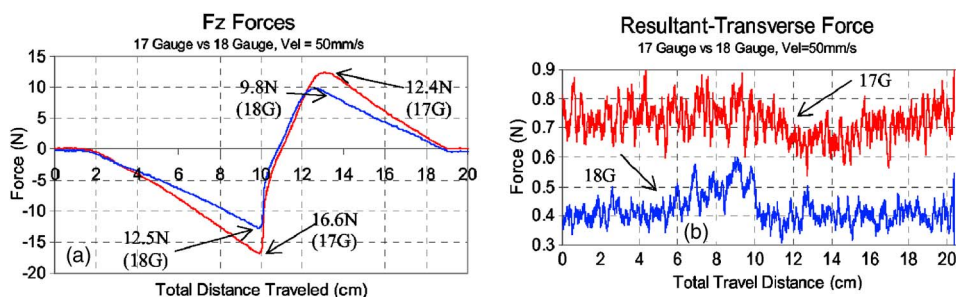 Fz Forces
17 Gauge vs 18 Gauge, Vel = 50mm/s
Force (N)
15
10
5
0
-5
-10
-15
-20
0 2 4 6 8 10 12 14 16 18 20
9.8N
(18G)
12.4N
(17G)
12.5N
(18G)
16.6N
(17G)
(a)
Total Distance Traveled (cm)
Resultant-Transverse Force
17 Gauge vs 18 Gauge, Vel=50mm/s
Force (N)
0.9
0.8
0.7
0.6
0.5
0.4
0.3
0 2 4 6 8 10 12 14 16 18 20
17G
18G
(b)
Total Travel Distance (cm)